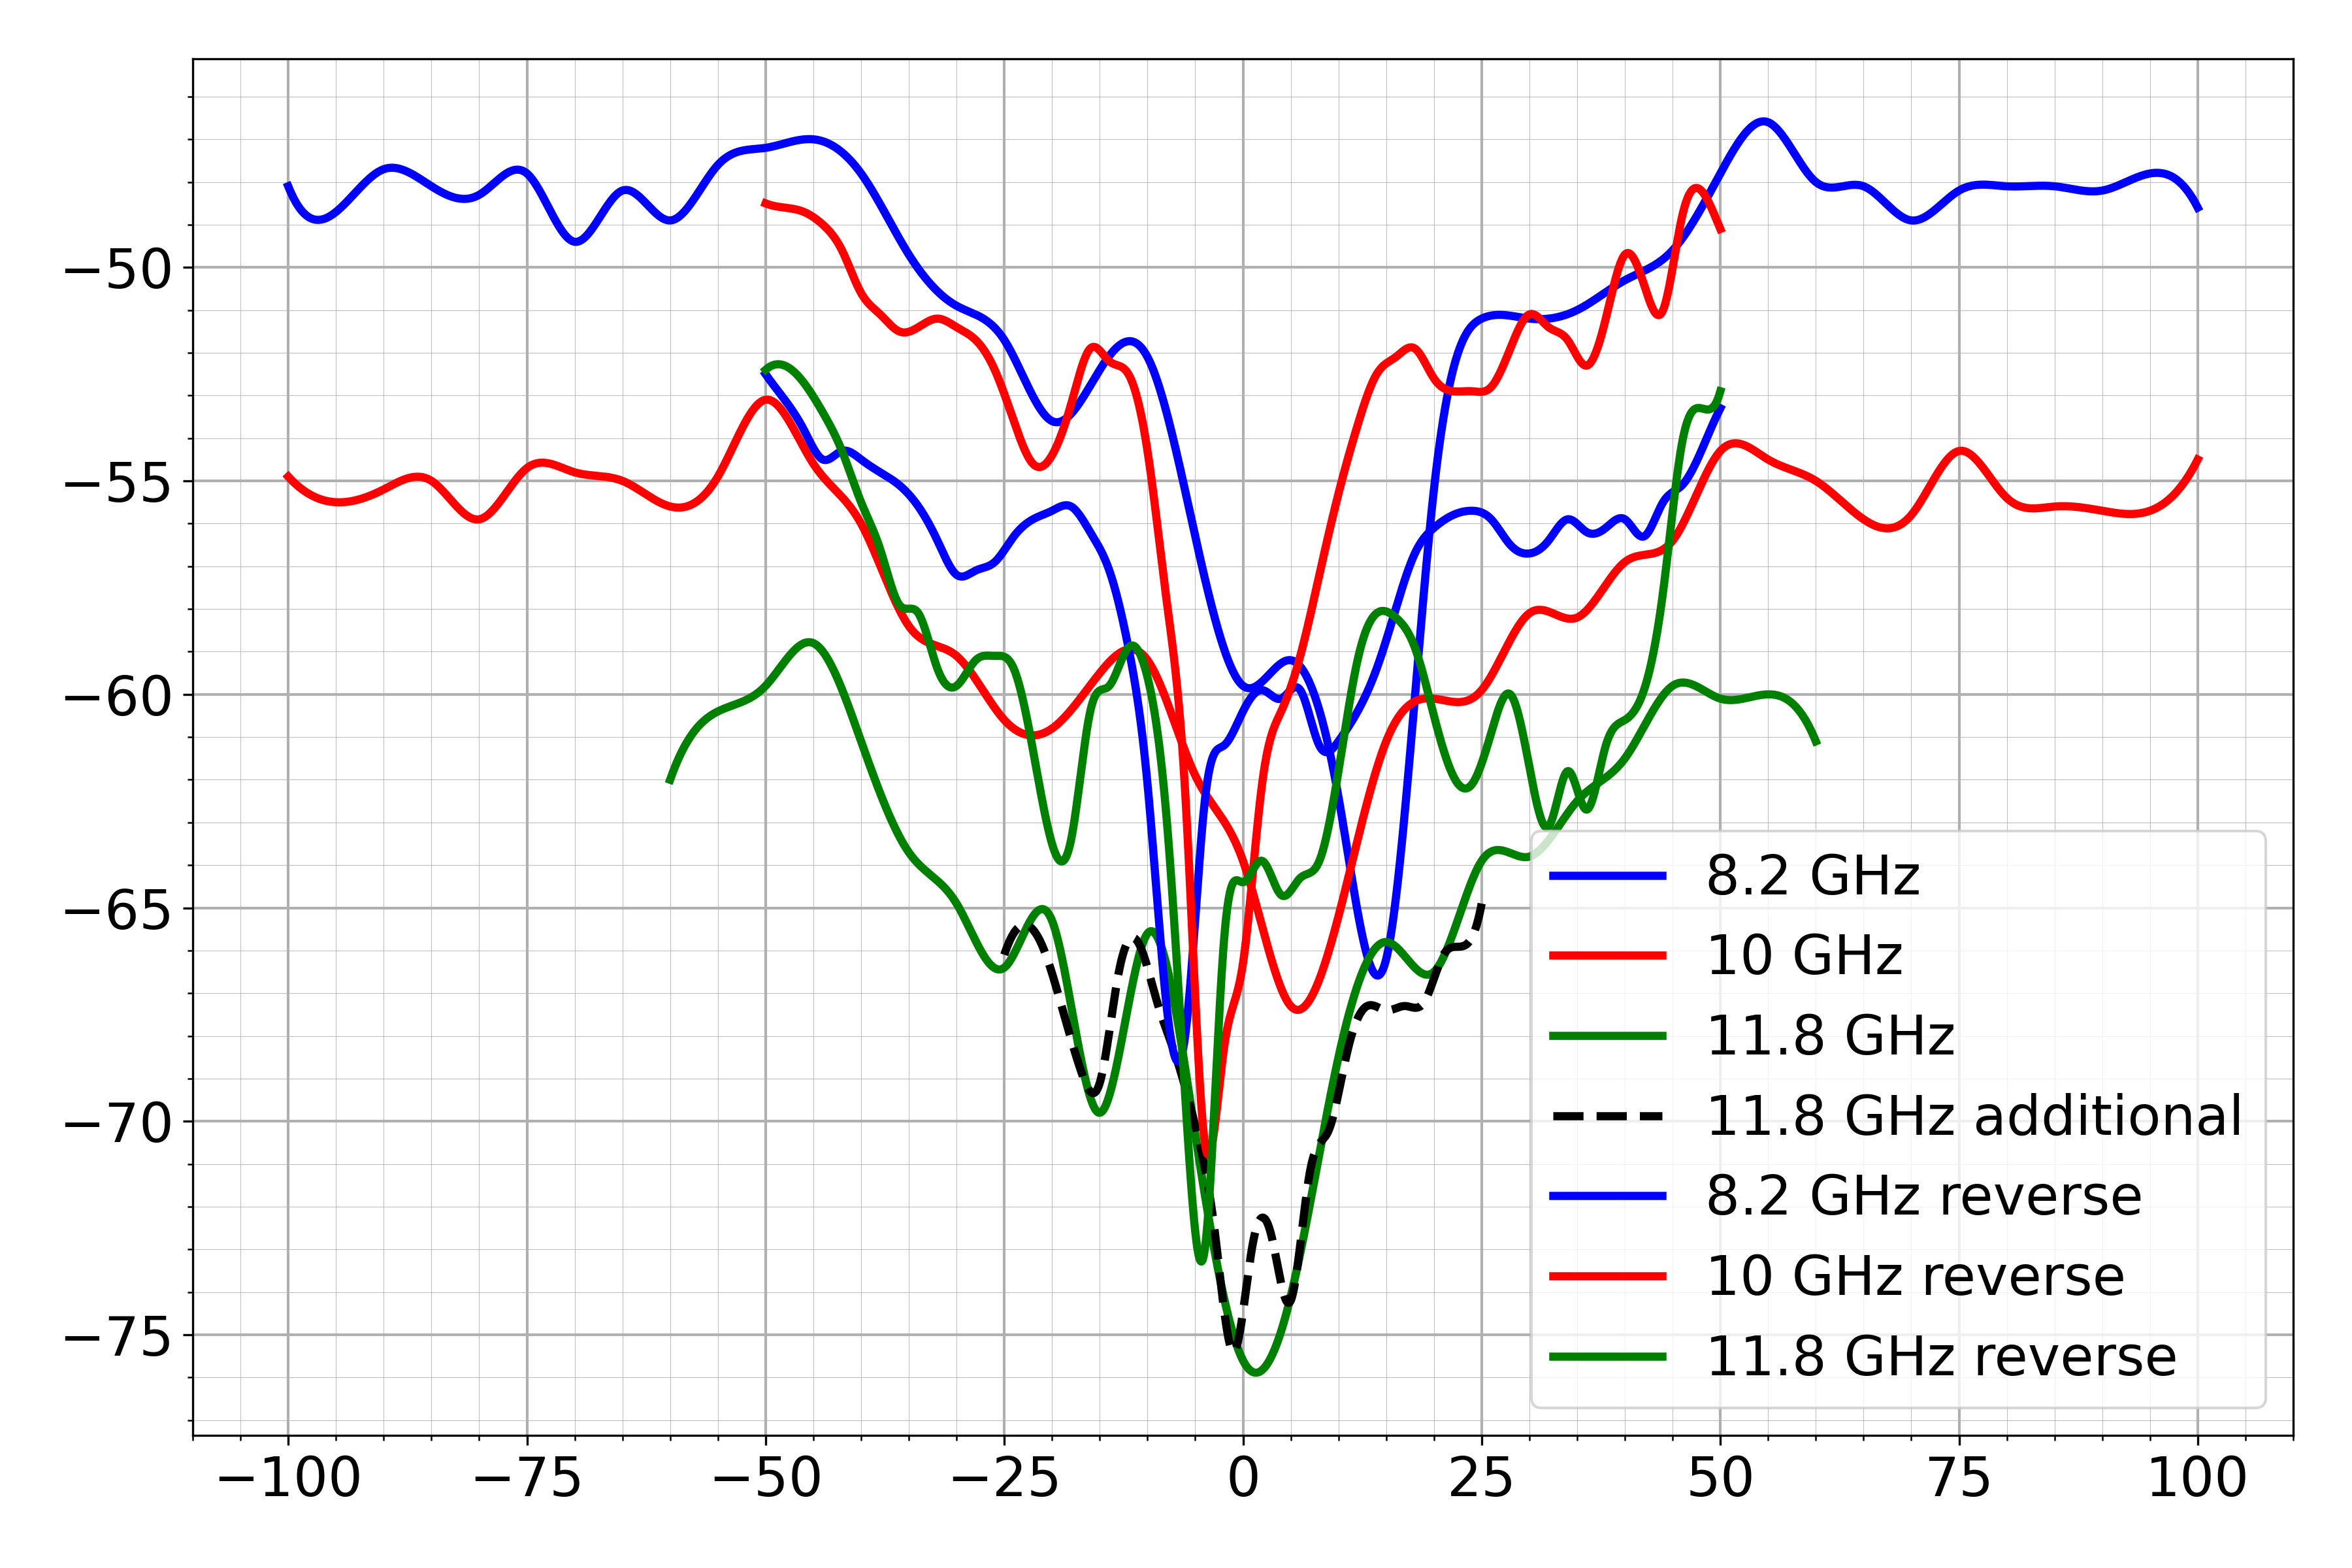 −50
−55
−60
−65
−70
−75
−100 −75 −50 −25 0 25 50 75 100
8.2 GHz
10 GHz
11.8 GHz
11.8 GHz additional
8.2 GHz reverse
10 GHz reverse
11.8 GHz reverse